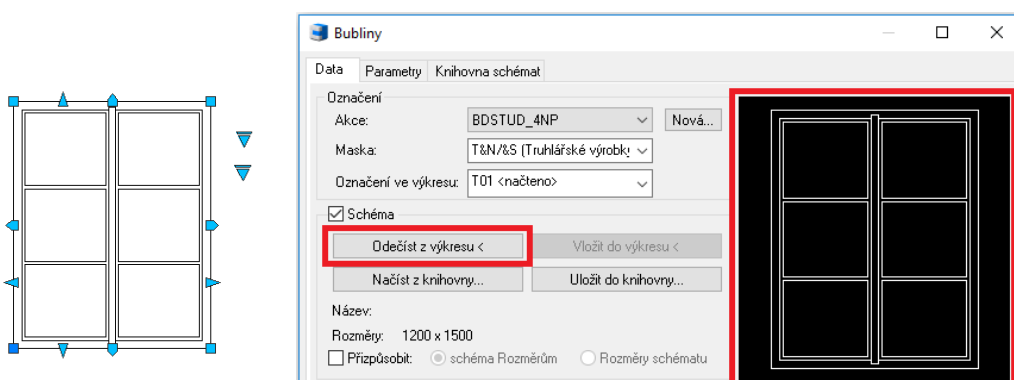 Bubliny
Data Parametry Knihovna schémat
Označení
Akce: BDSTUD_4NP Nová...
Maska: T&N/&S (Truhlářské výrobky
Označení ve výkresu: T01 <načteno>
Schéma
Odečíst z výkresu < Vložit do výkresu <
Načíst z knihovny... Uložit do knihovny...
Název:
Rozměry: 1200 x 1500
Přizpůsobit: schéma Rozměrům Rozměry schématu